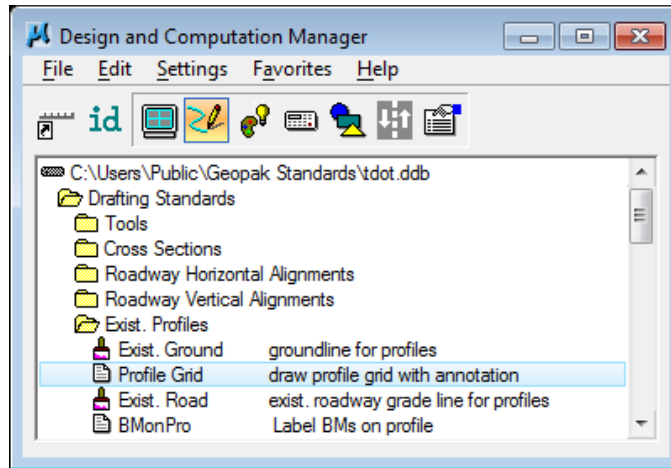 Design and Computation Manager
File Edit Settings Favorites Help
id
C:\Users\Public\Geopak Standards\tdot.ddb
Drafting Standards
Tools
Cross Sections
Roadway Horizontal Alignments
Roadway Vertical Alignments
Exist. Profiles
Exist. Ground groundline for profiles
Profile Grid draw profile grid with annotation
Exist. Road exist. roadway grade line for profiles
BMonPro Label BMs on profile